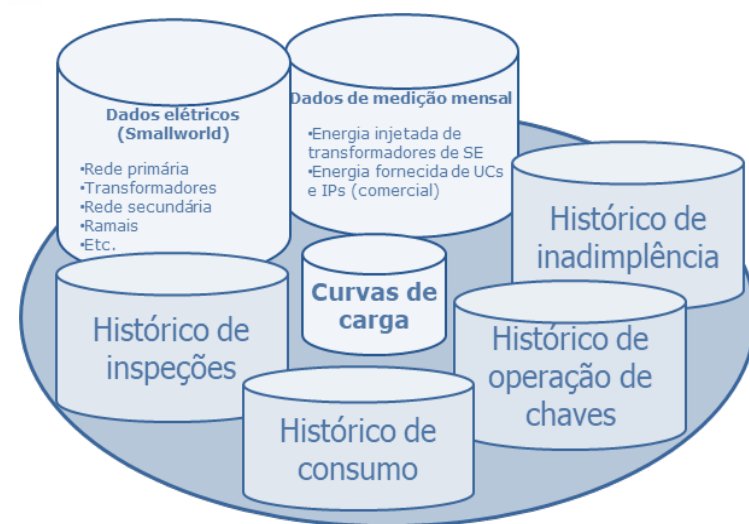 Dados elétricos
(Smallworld)
•Rede primária
•Transformadores
•Rede secundária
•Ramais
•Etc.
Dados de medição mensal
•Energia injetada de
transformadores de SE
•Energia fornecida de UCs
e IPs (comercial)
Histórico de
inadimplência
Curvas de
carga
Histórico de
inspeções
Histórico de
operação de
chaves
Histórico de
consumo